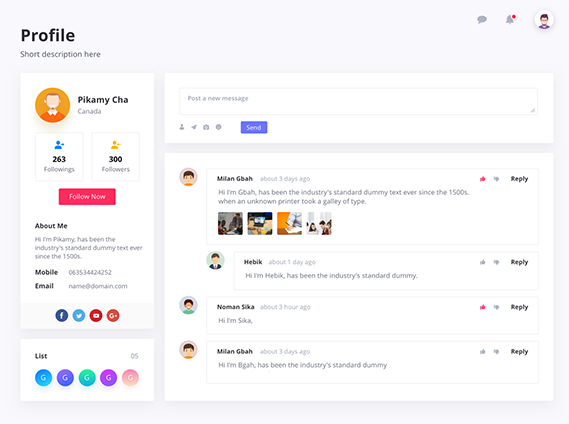 Profile
Short description here
Pikamy Cha
Canada
263
Followings
300
Followers
Follow Now
About Me
Hi I'm Pikamy, has been the
industry's standard dummy text ever
since the 1500s.
Mobile 063534424252
Email name@domain.com
List 05
G G G G G
Post a new message
Send
Milan Gbah about 3 days ago Reply
Hi I'm Gbah, has been the industry's standard dummy text ever since the 1500s.
when an unknown printer took a galley of type.
Hebik about 1 day ago Reply
Hi I'm Hebik, has been the industry's standard dummy.
Noman Sika about 3 hour ago Reply
Hi I'm Sika,
Milan Gbah about 3 days ago Reply
Hi I'm Bgah, has been the industry's standard dummy